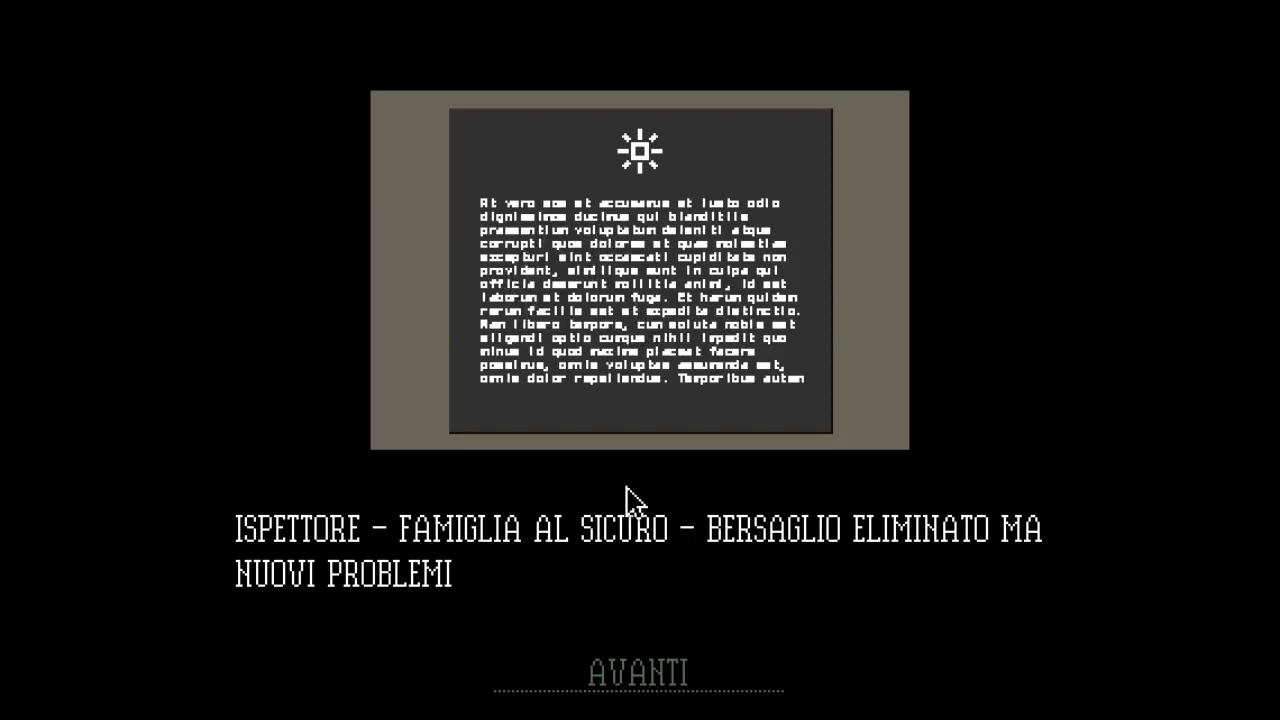 At vero eos et accusamus et iusto odio
dignissimos ducimus qui blanditiis
praesentium voluptatum deleniti atque
corrupti quos dolores et quas molestias
excepturi sint occaecati cupiditate non
provident, similique sunt in culpa qui
officia deserunt mollitia animi, id est
laborum et dolorum fuga. Et harum quidem
rerum facilis est et expedita distinctio.
Nam libero tempore, cum soluta nobis est
eligendi optio cumque nihil impedit quo
minus id quod maxime placeat facere
possimus, omnis voluptas assumenda est,
omnis dolor repellendus. Temporibus autem
ISPETTORE - FAMIGLIA AL SICURO - BERSAGLIO ELIMINATO MA
NUOVI PROBLEMI
AVANTI